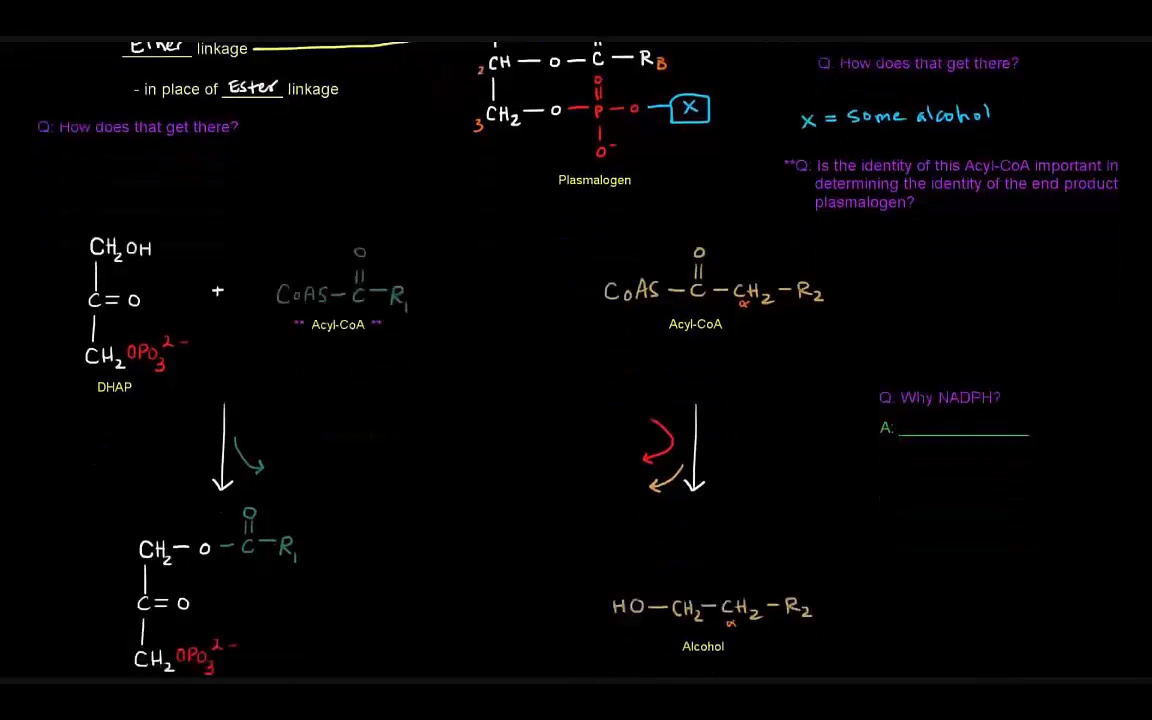 Ether linkage
- in place of Ester linkage
Q: How does that get there?
2 CH — O — C — R B
O
3 CH2 — O — P — O — X
O-
Plasmalogen
Q. How does that get there?
x = some alcohol
**Q. Is the identity of this Acyl-CoA important in
determining the identity of the end product
plasmalogen?
CH2OH
C = O
CH2OPO3 2-
DHAP
+
O
CoAS — C — R1
** Acyl-CoA **
O
CoAS — C — CH2 — R2
α
Acyl-CoA
Q. Why NADPH?
A:
O
CH2 — O — C — R1
C = O
CH2OPO3 2-
HO — CH2 — CH2 — R2
α
Alcohol